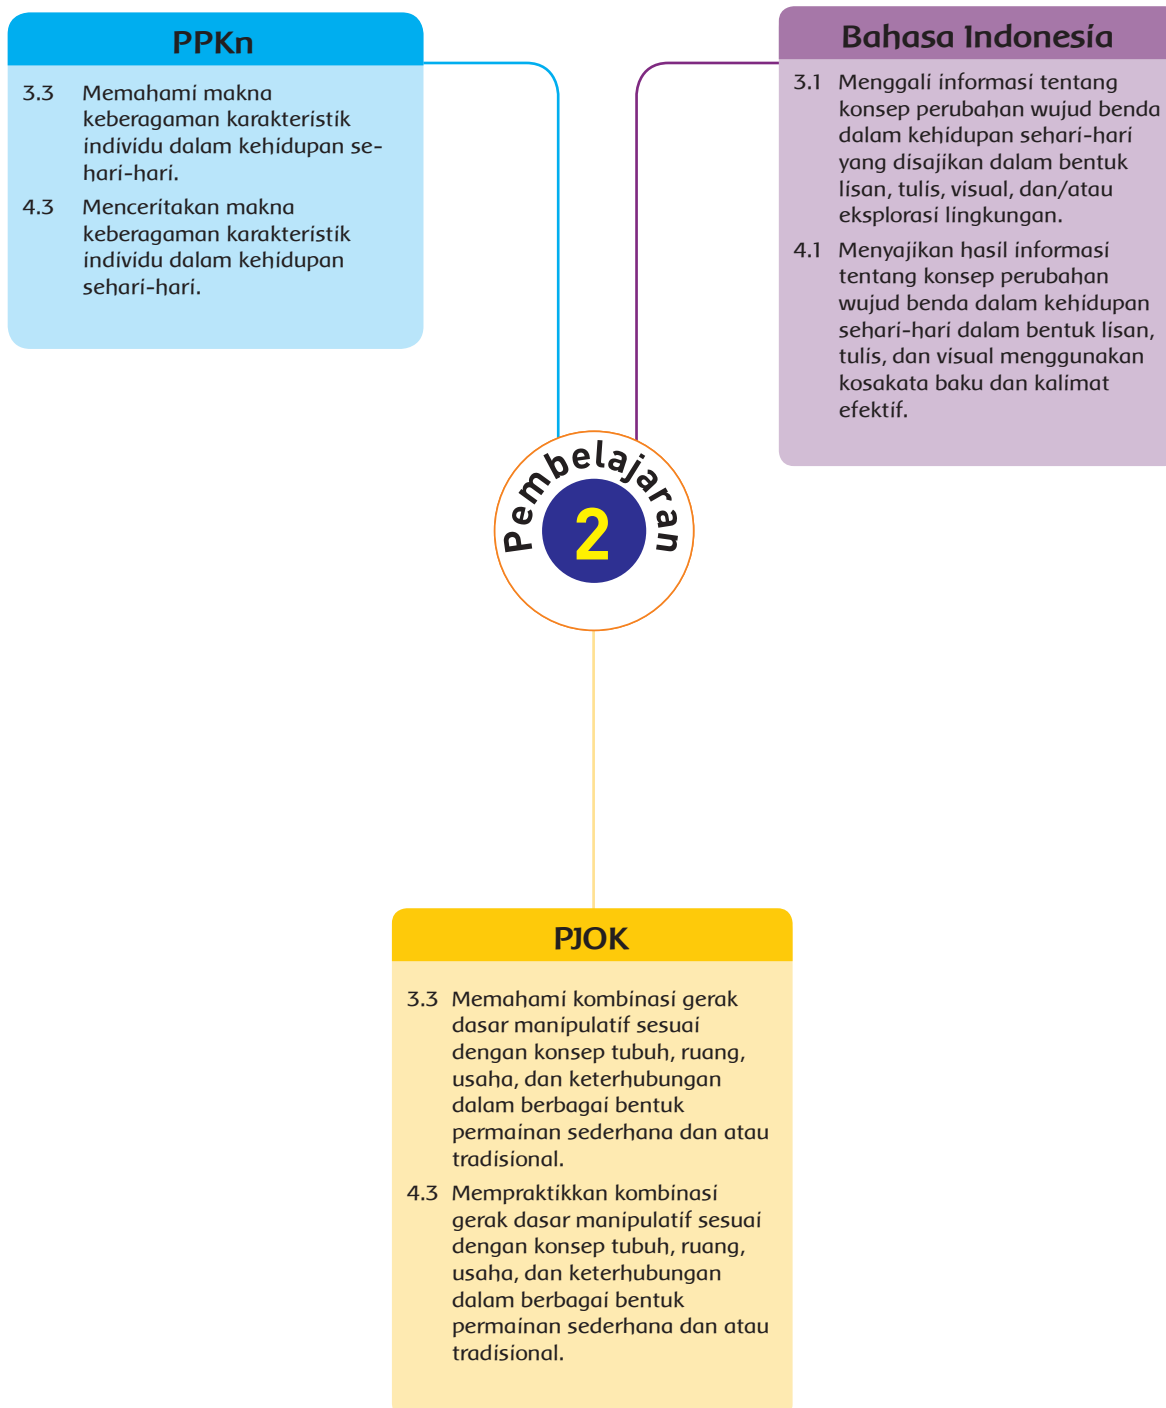 PPKn
3.3 Memahami makna
keberagaman karakteristik
individu dalam kehidupan se-
hari-hari.
4.3 Menceritakan makna
keberagaman karakteristik
individu dalam kehidupan
sehari-hari.
Bahasa Indonesia
3.1 Menggali informasi tentang
konsep perubahan wujud benda
dalam kehidupan sehari-hari
yang disajikan dalam bentuk
lisan, tulis, visual, dan/atau
eksplorasi lingkungan.
4.1 Menyajikan hasil informasi
tentang konsep perubahan
wujud benda dalam kehidupan
sehari-hari dalam bentuk lisan,
tulis, dan visual menggunakan
kosakata baku dan kalimat
efektif.
Pembelajaran
2
PJOK
3.3 Memahami kombinasi gerak
dasar manipulatif sesuai
dengan konsep tubuh, ruang,
usaha, dan keterhubungan
dalam berbagai bentuk
permainan sederhana dan atau
tradisional.
4.3 Mempraktikkan kombinasi
gerak dasar manipulatif sesuai
dengan konsep tubuh, ruang,
usaha, dan keterhubungan
dalam berbagai bentuk
permainan sederhana dan atau
tradisional.